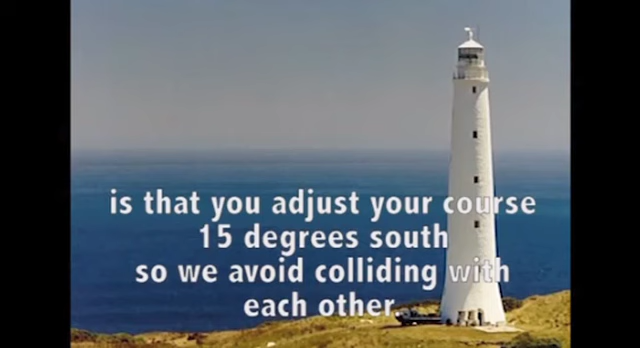 is that you adjust your course
15 degrees south
so we avoid colliding with
each other